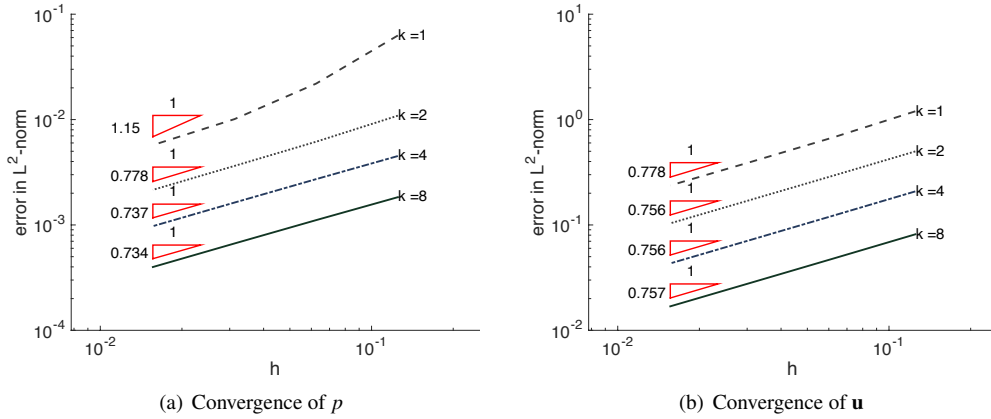 10^-1
k =1
1
10^-2
1.15
k =2
1
0.778
k =4
1
0.737
k =8
10^-3
1
0.734
10^-4
10^-2
10^-1
error in L^2-norm
h
(a) Convergence of p
10^1
10^0
k =1
1
0.778
k =2
1
0.756
k =4
10^-1
1
0.756
k =8
1
0.757
10^-2
10^-2
10^-1
error in L^2-norm
h
(b) Convergence of u